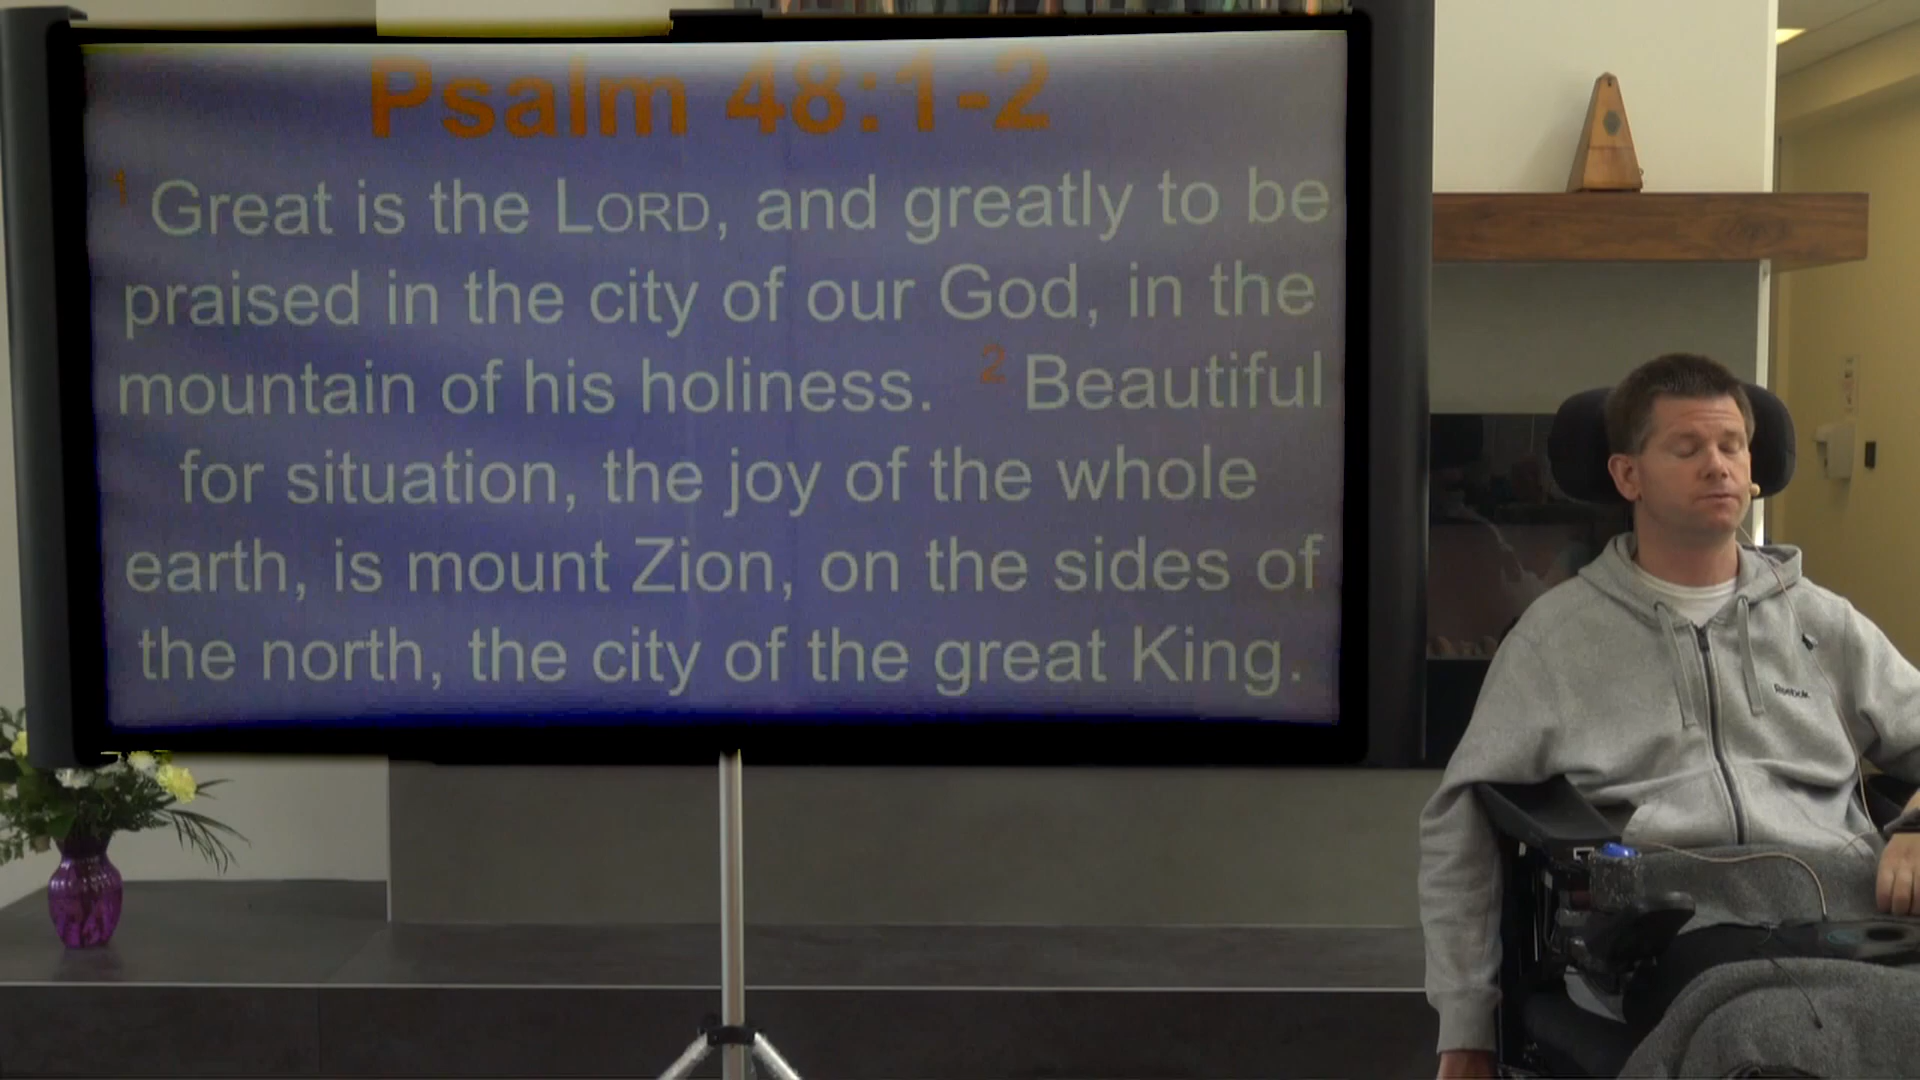 Psalm 48:1-2
1 Great is the LORD, and greatly to be
praised in the city of our God, in the
mountain of his holiness. 2 Beautiful
for situation, the joy of the whole
earth, is mount Zion, on the sides of
the north, the city of the great King.
Reebok